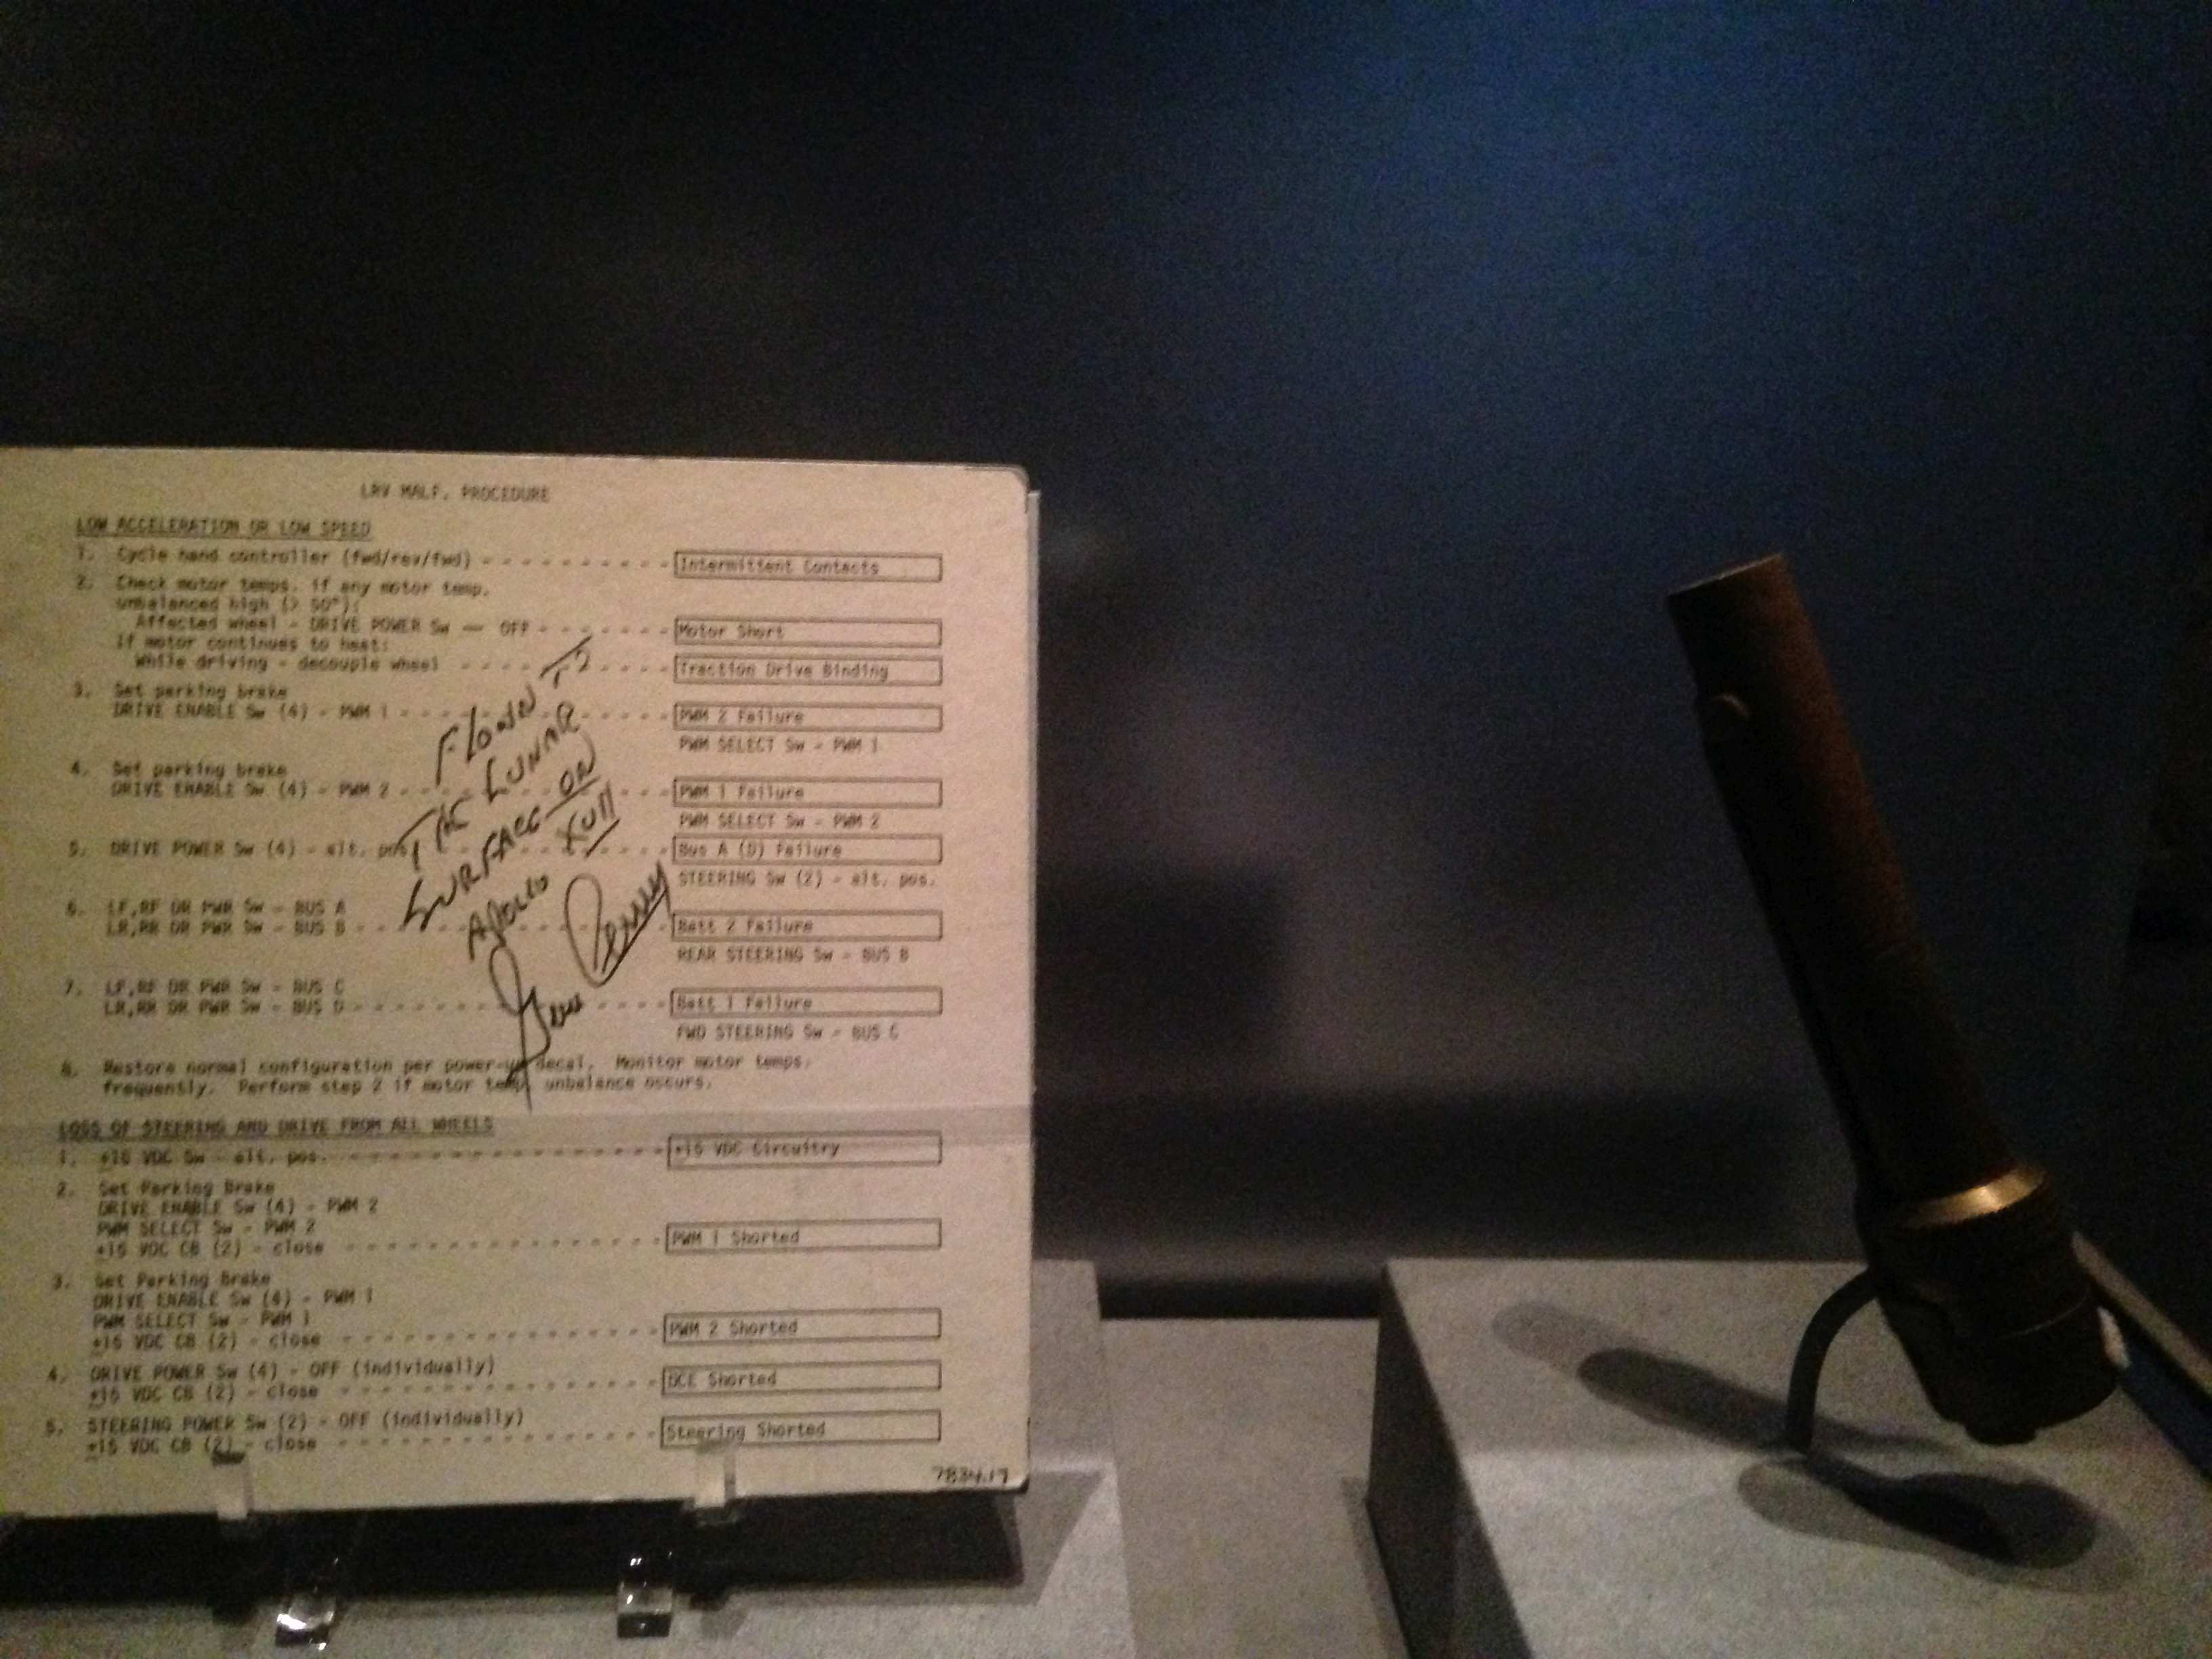 LRV MALF. PROCEDURE
LOW ACCELERATION OR LOW SPEED
1. Cycle hand controller (fwd/rev/fwd) - - - - - - - - - - Intermittent Contacts
2. Check motor temps. if any motor temp.
unbalanced high (> 50°):
Affected wheel - DRIVE POWER Sw — OFF - - - - - - - Motor Short
If motor continues to heat:
While driving - decouple wheel - - - - - - - - - - - Traction Drive Binding
3. Set parking brake
DRIVE ENABLE Sw (4) - PWM 1 - - - - - - - - - - - - - - PWM 2 Failure
PWM SELECT Sw - PWM 1
4. Set parking brake
DRIVE ENABLE Sw (4) - PWM 2 - - - - - - - - - - - - - - PWM 1 Failure
PWM SELECT Sw - PWM 2
5. DRIVE POWER Sw (4) - alt. pos. - - - - - - - - - - - Bus A (D) Failure
STEERING Sw (2) - alt. pos.
6. LF,RF DR PWR Sw - BUS A
LR,RR DR PWR Sw - BUS B - - - - - - - - - - - - - - - - Batt 2 Failure
REAR STEERING Sw - BUS B
7. LF,RF DR PWR Sw - BUS C
LR,RR DR PWR Sw - BUS D - - - - - - - - - - - - - - - - Batt 1 Failure
FWD STEERING Sw - BUS C
8. Restore normal configuration per power-up decal. Monitor motor temps.
frequently. Perform step 2 if motor temp. unbalance occurs.
FLOWN TO
THE LUNAR
SURFACE ON
APOLLO XVII
Gene Cernan
LOSS OF STEERING AND DRIVE FROM ALL WHEELS
1. ±15 VDC Sw - alt. pos. - - - - - - - - - - - - - - - ±15 VDC Circuitry
2. Set Parking Brake
DRIVE ENABLE Sw (4) - PWM 2
PWM SELECT Sw - PWM 2
±15 VDC CB (2) - close - - - - - - - - - - - - - - - - PWM 1 Shorted
3. Set Parking Brake
DRIVE ENABLE Sw (4) - PWM 1
PWM SELECT Sw - PWM 1
±15 VDC CB (2) - close - - - - - - - - - - - - - - - - PWM 2 Shorted
4. DRIVE POWER Sw (4) - OFF (individually)
±15 VDC CB (2) - close - - - - - - - - - - - - - - - - DCE Shorted
5. STEERING POWER Sw (2) - OFF (individually)
±15 VDC CB (2) - close - - - - - - - - - - - - - - - - Steering Shorted
7834.17